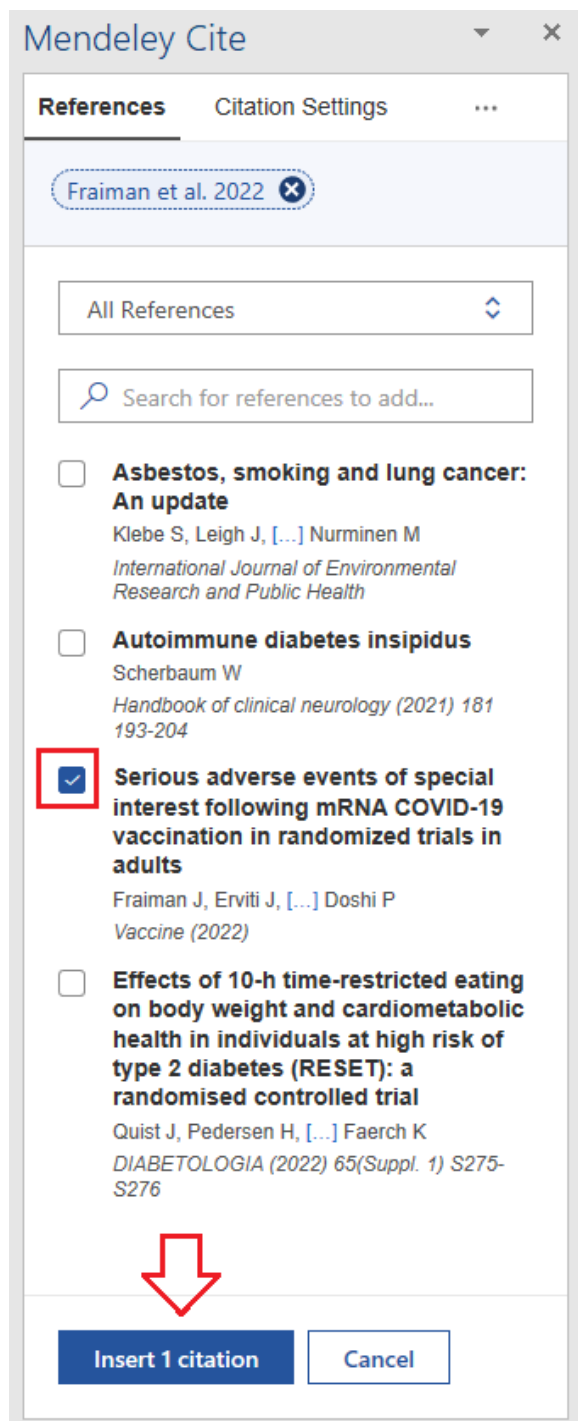 Mendeley Cite
References Citation Settings ...
Fraiman et al. 2022
All References
Search for references to add...
Asbestos, smoking and lung cancer:
An update
Klebe S, Leigh J, [...] Nurminen M
International Journal of Environmental
Research and Public Health
Autoimmune diabetes insipidus
Scherbaum W
Handbook of clinical neurology (2021) 181
193-204
Serious adverse events of special
interest following mRNA COVID-19
vaccination in randomized trials in
adults
Fraiman J, Erviti J, [...] Doshi P
Vaccine (2022)
Effects of 10-h time-restricted eating
on body weight and cardiometabolic
health in individuals at high risk of
type 2 diabetes (RESET): a
randomised controlled trial
Quist J, Pedersen H, [...] Faerch K
DIABETOLOGIA (2022) 65(Suppl. 1) S275-
S276
Insert 1 citation Cancel